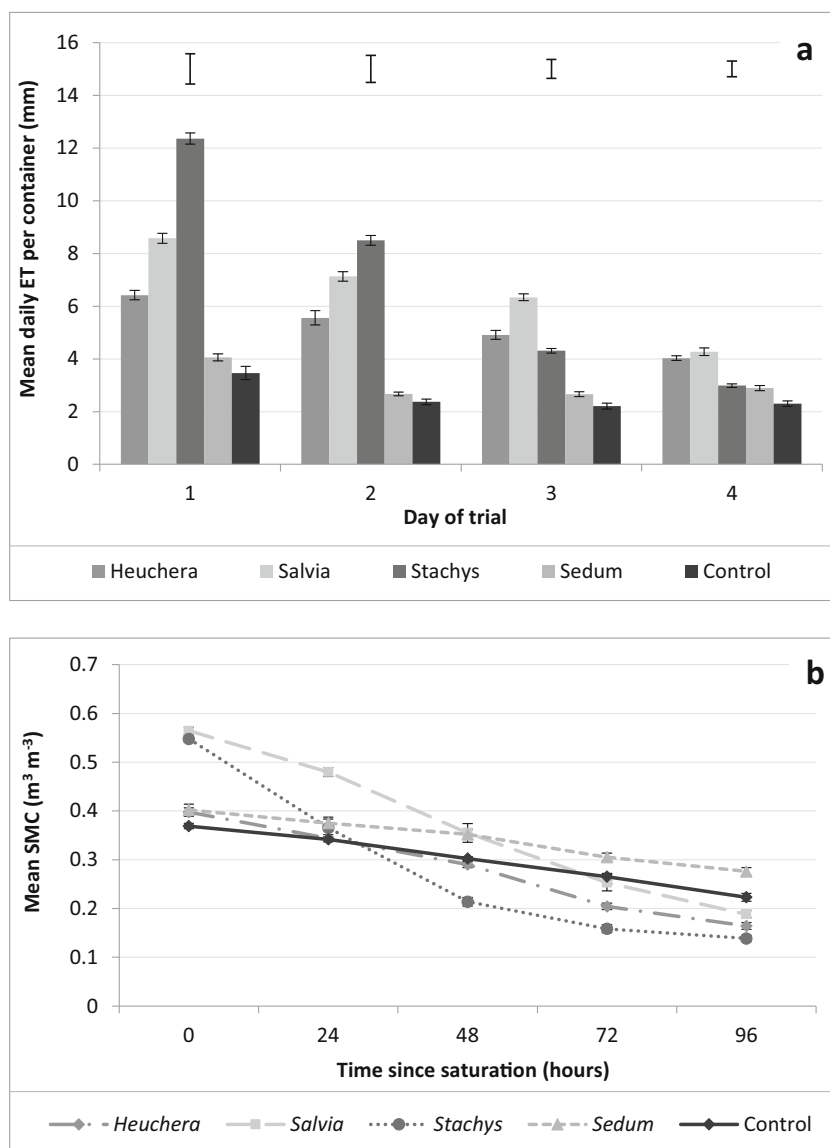 a
Mean daily ET per container (mm)
16
14
12
10
8
6
4
2
0
1 2 3 4
Day of trial
Heuchera Salvia Stachys Sedum Control
b
Mean SMC (m³ m⁻³)
0.7
0.6
0.5
0.4
0.3
0.2
0.1
0
0 24 48 72 96
Time since saturation (hours)
Heuchera Salvia Stachys Sedum Control